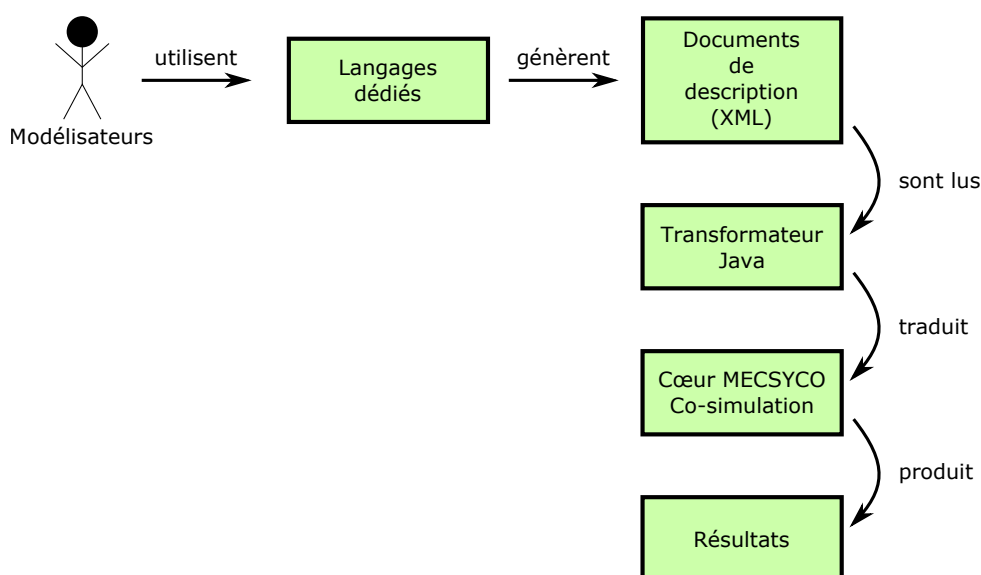 Modélisateurs
utilisent
Langages
dédiés
génèrent
Documents
de
description
(XML)
sont lus
Transformateur
Java
traduit
Cœur MECSYCO
Co-simulation
produit
Résultats